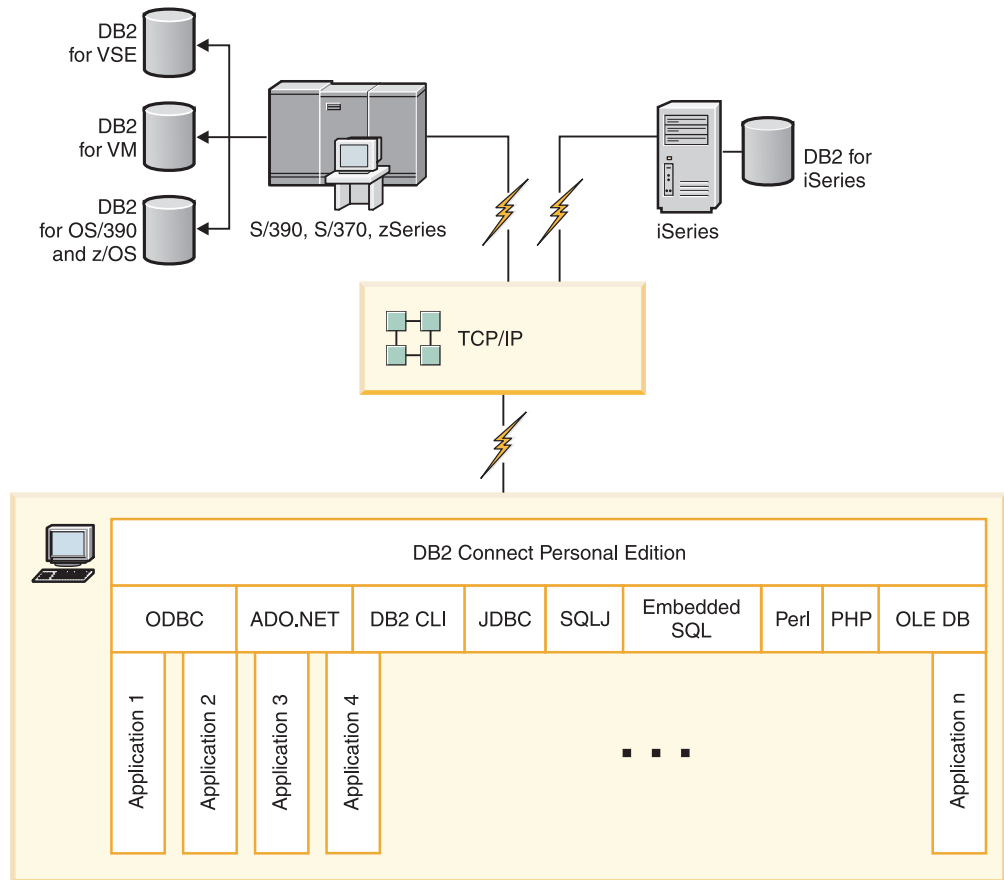 DB2
for VSE
DB2
for VM
DB2
for OS/390
and z/OS
S/390, S/370, zSeries
iSeries
DB2 for
iSeries
TCP/IP
DB2 Connect Personal Edition
ODBC
ADO.NET
DB2 CLI
JDBC
SQLJ
Embedded
SQL
Perl
PHP
OLE DB
Application 1
Application 2
Application 3
Application 4
. . .
Application n